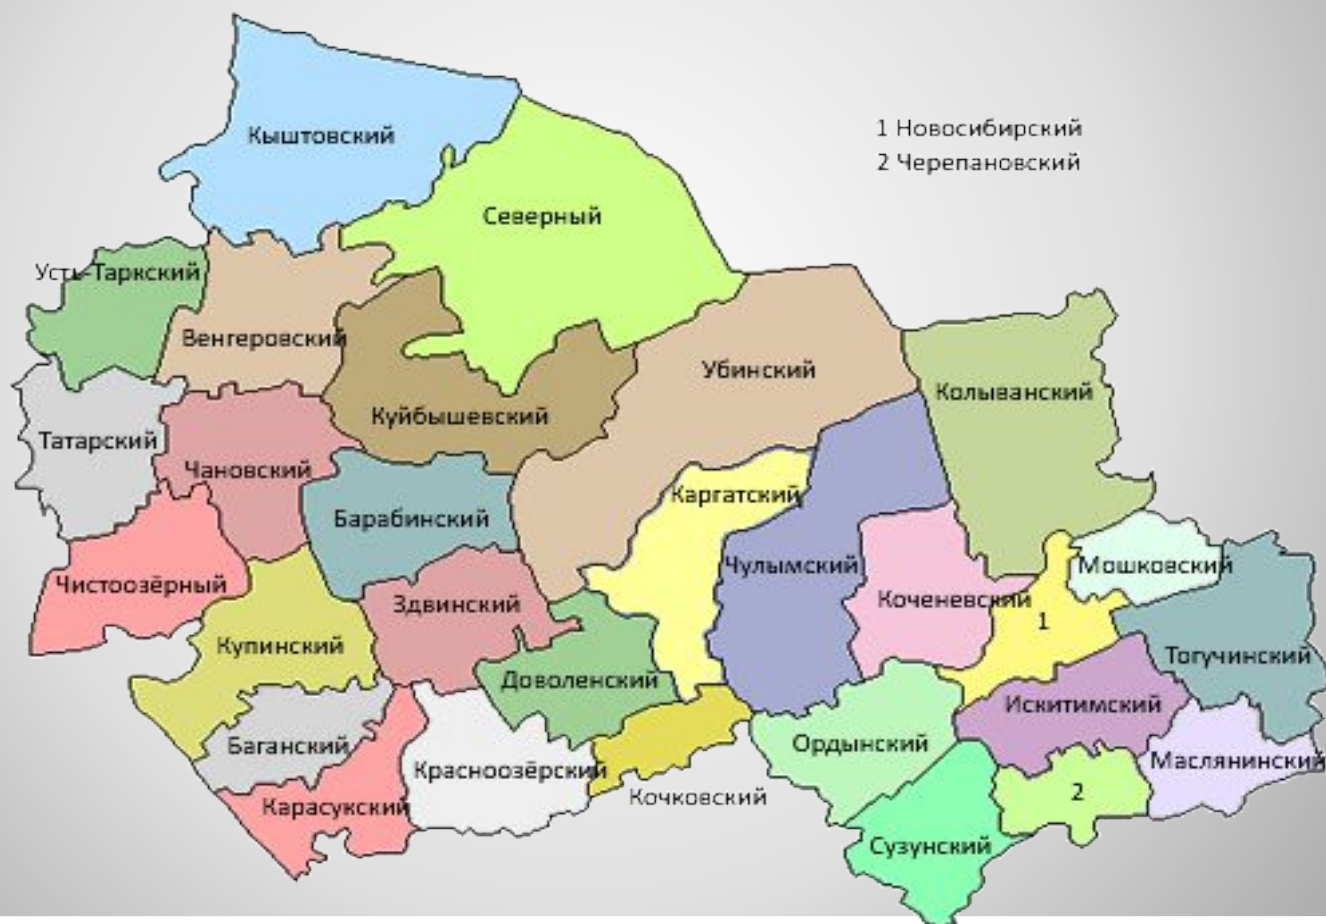 Кыштовский
1 Новосибирский
2 Черепановский
Северный
Усть-Таркский
Венгеровский
Убинский
Колыванский
Куйбышевский
Татарский
Чановский
Каргатский
Барабинский
Чулымский
Мошковский
Чистоозёрный
Здвинский
Коченевский
1
Купинский
Тогучинский
Доволенский
Искитимский
Баганский
Ордынский
Маслянинский
Красноозёрский
Кочковский
2
Карасукский
Сузунский